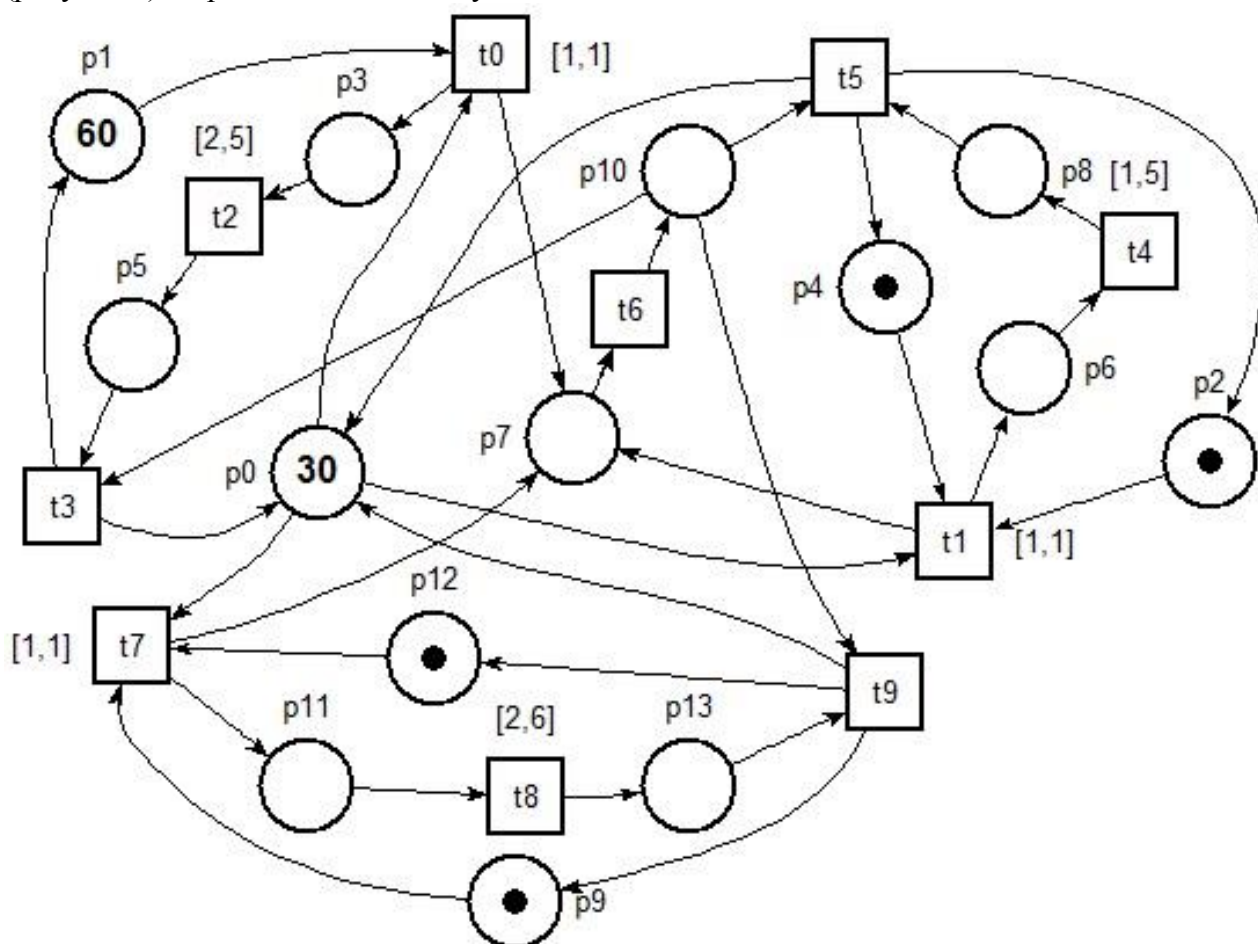 t0
[1,1]
p1
p3
t5
60
[2,5]
p10
p8
[1,5]
t2
t4
p5
p4
t6
p6
p2
p7
p0
30
t3
t1
[1,1]
p12
[1,1]
t7
t9
p11
[2,6]
p13
t8
p9